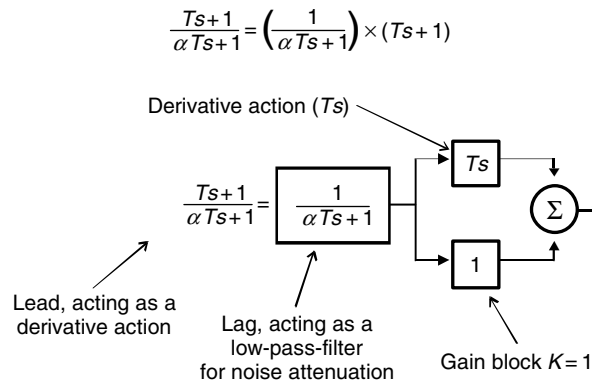 Ts+1 / αTs+1 = (1 / αTs+1) × (Ts+1)
Derivative action (Ts)
Ts
Ts+1 / αTs+1 = 1 / αTs+1
Σ
1
Lead, acting as a
derivative action
Lag, acting as a
low-pass-filter
for noise attenuation
Gain block K=1